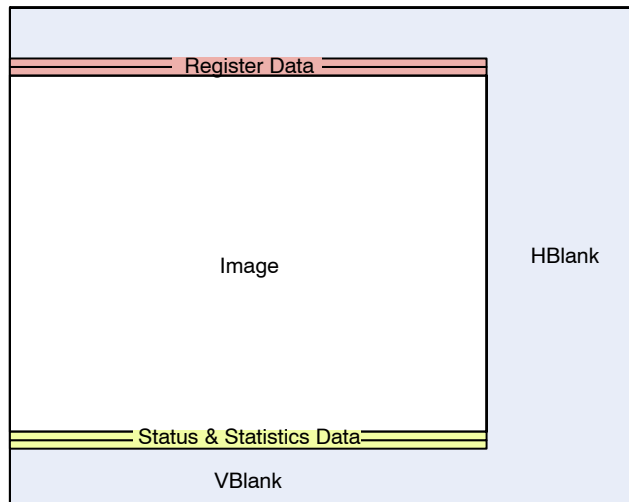 Register Data
Image
HBlank
Status & Statistics Data
VBlank